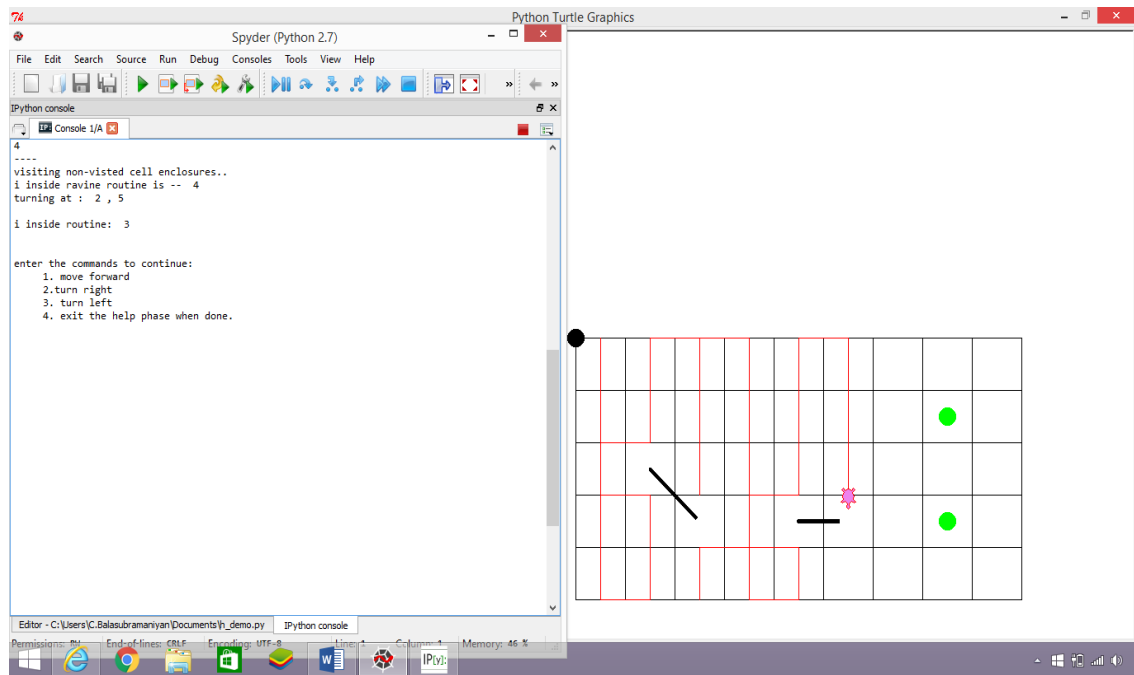 Python Turtle Graphics
Spyder (Python 2.7)
File Edit Search Source Run Debug Consoles Tools View Help
IPython console
Console 1/A
4
----
visiting non-visted cell enclosures..
i inside ravine routine is -- 4
turning at : 2 , 5
i inside routine: 3
enter the commands to continue:
1. move forward
2.turn right
3. turn left
4. exit the help phase when done.
Editor - C:\Users\C.Balasubramaniyan\Documents\h_demo.py IPython console
Permissions: RW End-of-lines: CRLF Encoding: UTF-8 Line: 1 Column: 1 Memory: 46 %
IP[y]: